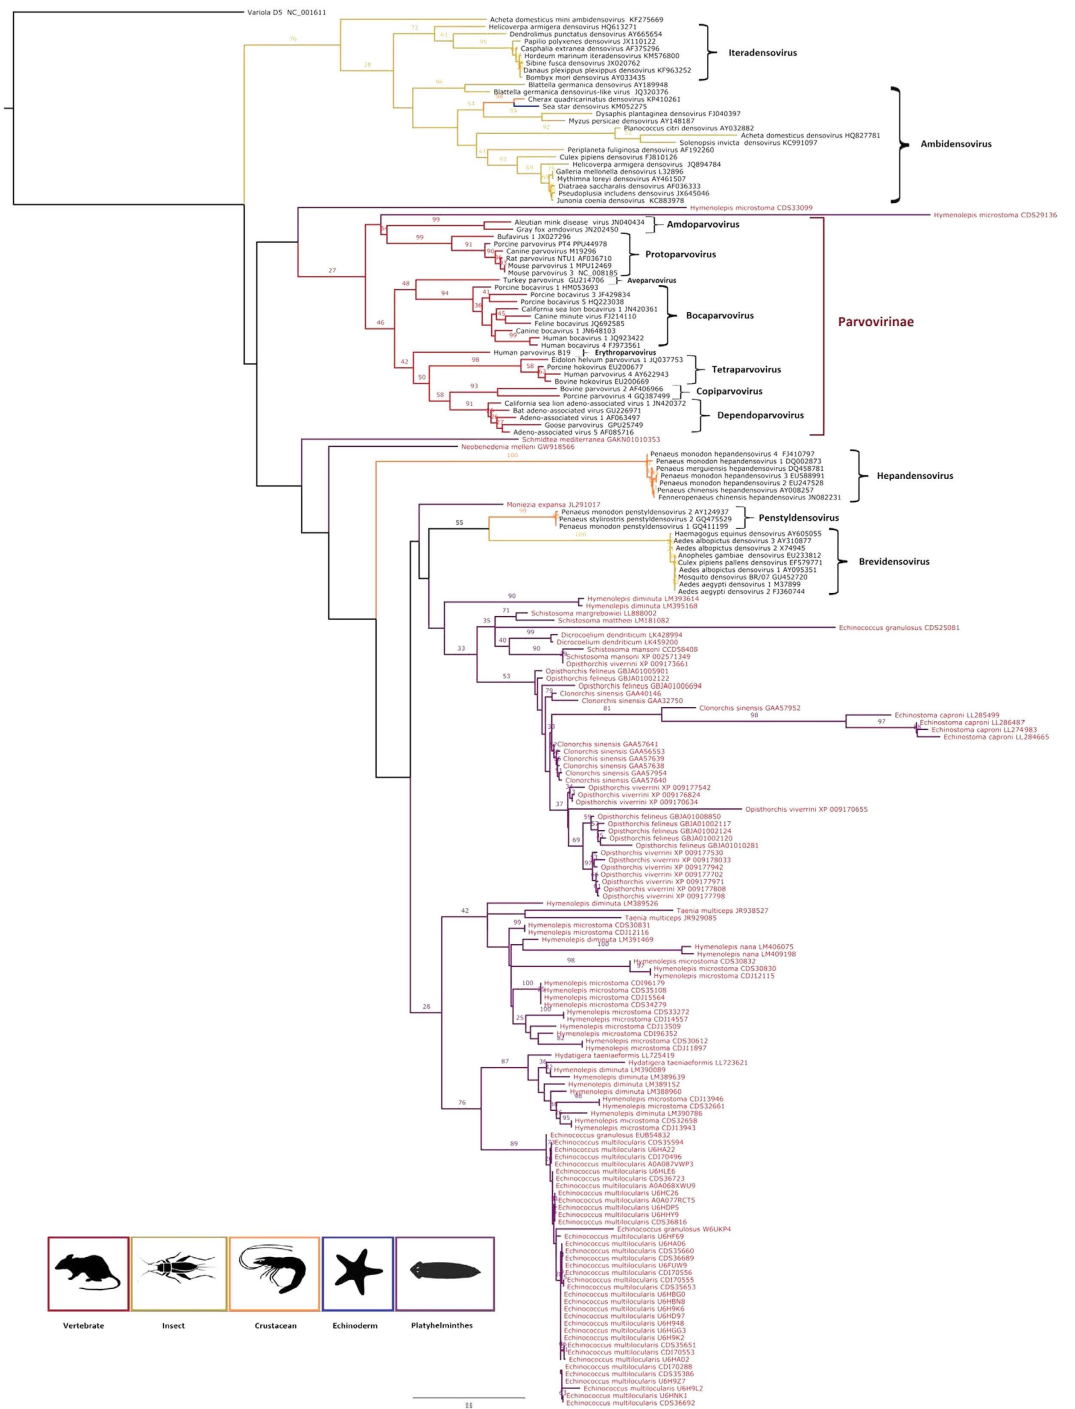 Variola D5 NC_001611
Acheta domesticus mini ambidensovirus KF275669
Helicoverpa armigera densovirus HQ613271
Dendrolimus punctatus densovirus AY665654
Papilio polyxenes densovirus JX110122
Casphalia extranea densovirus AF375296
Hordeum marinum iteradensovirus KM576800
Sibine fusca densovirus JX020762
Danaus plexippus plexippus densovirus KF963252
Bombyx mori densovirus AY033435
Iteradensovirus
Blattella germanica densovirus AY189948
Blattella germanica densovirus-like virus JQ320376
Cherax quadricarinatus densovirus KP410261
Sea star densovirus KM052275
Dysaphis plantaginea densovirus FJ040397
Myzus persicae densovirus AY148187
Planococcus citri densovirus AY032882
Acheta domesticus densovirus HQ827781
Solenopsis invicta densovirus KC991097
Periplaneta fuliginosa densovirus AF192260
Culex pipiens densovirus FJ810126
Helicoverpa armigera densovirus JQ894784
Galleria mellonella densovirus L32896
Mythimna loreyi densovirus AY461507
Diatraea saccharalis densovirus AF036333
Pseudoplusia includens densovirus JX645046
Junonia coenia densovirus KC883978
Ambidensovirus
Hymenolepis microstoma CDS33099
Hymenolepis microstoma CDS29136
Aleutian mink disease virus JN040434
Gray fox amdovirus JN202450
Amdoparvovirus
Bufavirus 1 JX027296
Porcine parvovirus PT4 PPU44978
Canine parvovirus M19296
Rat parvovirus NTU1 AF036710
Mouse parvovirus 1 MPU12469
Mouse parvovirus 3 NC_008185
Protoparvovirus
Turkey parvovirus GU214706
Aveparvovirus
Porcine bocavirus 1 HM053693
Porcine bocavirus 3 JF429834
Porcine bocavirus 5 HQ223038
California sea lion bocavirus 1 JN420361
Canine minute virus FJ214110
Feline bocavirus JQ692585
Canine bocavirus 1 JN648103
Human bocavirus 1 JQ923422
Human bocavirus 4 FJ973561
Bocaparvovirus
Parvovirinae
Human parvovirus B19
Erythroparvovirus
Eidolon helvum parvovirus 1 JQ037753
Porcine hokovirus EU200677
Human parvovirus 4 AY622943
Bovine hokovirus EU200669
Tetraparvovirus
Bovine parvovirus 2 AF406966
Porcine parvovirus 4 GQ387499
Copiparvovirus
California sea lion adeno-associated virus 1 JN420372
Bat adeno-associated virus GU226971
Adeno-associated virus 1 AF063497
Goose parvovirus GPU25749
Adeno-associated virus 5 AF085716
Dependoparvovirus
Schmidtea mediterranea GAKN01010353
Neobenedenia melleni GW918566
Penaeus monodon hepandensovirus 4 FJ410797
Penaeus monodon hepandensovirus 1 DQ002873
Penaeus merguiensis hepandensovirus DQ458781
Penaeus monodon hepandensovirus 3 EU588991
Penaeus monodon hepandensovirus 2 EU247528
Penaeus chinensis hepandensovirus AY008257
Fenneropenaeus chinensis hepandensovirus JN082231
Hepandensovirus
Moniezia expansa JL291017
Penaeus monodon penstyldensovirus 2 AY124937
Penaeus stylirostris penstyldensovirus 2 GQ475529
Penaeus monodon penstyldensovirus 1 GQ411199
Penstyldensovirus
Haemagogus equinus densovirus AY605055
Aedes albopictus densovirus 3 AY310877
Aedes albopictus densovirus 2 X74945
Anopheles gambiae densovirus EU233812
Culex pipiens pallens densovirus EF579771
Aedes albopictus densovirus 1 AY095351
Mosquito densovirus BR/07 GU452720
Aedes aegypti densovirus 1 M37899
Aedes aegypti densovirus 2 FJ360744
Brevidensovirus
Hymenolepis diminuta LM393614
Hymenolepis diminuta LM395168
Schistosoma margrebowiei LL888002
Schistosoma mattheei LM181082
Echinococcus granulosus CDS25081
Dicrocoelium dendriticum LK428994
Dicrocoelium dendriticum LK459200
Schistosoma mansoni CCD58408
Schistosoma mansoni XP 002571349
Opisthorchis viverrini XP 009173661
Opisthorchis felineus GBJA01005901
Opisthorchis felineus GBJA01002122
Opisthorchis felineus GBJA01006694
Clonorchis sinensis GAA40146
Clonorchis sinensis GAA32750
Clonorchis sinensis GAA57952
Echinostoma caproni LL285499
Echinostoma caproni LL286487
Echinostoma caproni LL274983
Echinostoma caproni LL284665
Clonorchis sinensis GAA57641
Clonorchis sinensis GAA56553
Clonorchis sinensis GAA57639
Clonorchis sinensis GAA57638
Clonorchis sinensis GAA57954
Clonorchis sinensis GAA57640
Opisthorchis viverrini XP 009177542
Opisthorchis viverrini XP 009176824
Opisthorchis viverrini XP 009170634
Opisthorchis viverrini XP 009170655
Opisthorchis felineus GBJA01008850
Opisthorchis felineus GBJA01002117
Opisthorchis felineus GBJA01002124
Opisthorchis felineus GBJA01002120
Opisthorchis felineus GBJA01010281
Opisthorchis viverrini XP 009177530
Opisthorchis viverrini XP 009178033
Opisthorchis viverrini XP 009177942
Opisthorchis viverrini XP 009177702
Opisthorchis viverrini XP 009177971
Opisthorchis viverrini XP 009177808
Opisthorchis viverrini XP 009177798
Hymenolepis diminuta LM389526
Taenia multiceps JR938527
Taenia multiceps JR929085
Hymenolepis microstoma CDS30831
Hymenolepis microstoma CDJ12116
Hymenolepis diminuta LM391469
Hymenolepis nana LM406075
Hymenolepis nana LM409198
Hymenolepis microstoma CDS30832
Hymenolepis microstoma CDS30830
Hymenolepis microstoma CDJ12115
Hymenolepis microstoma CDI96179
Hymenolepis microstoma CDS35108
Hymenolepis microstoma CDJ15564
Hymenolepis microstoma CDS34279
Hymenolepis microstoma CDS33272
Hymenolepis microstoma CDJ14557
Hymenolepis microstoma CDJ13509
Hymenolepis microstoma CDI96352
Hymenolepis microstoma CDS30612
Hymenolepis microstoma CDJ11897
Hydatigera taeniaeformis LL725419
Hydatigera taeniaeformis LL723621
Hymenolepis diminuta LM390089
Hymenolepis diminuta LM389639
Hymenolepis diminuta LM389152
Hymenolepis diminuta LM388960
Hymenolepis microstoma CDJ13946
Hymenolepis microstoma CDS32661
Hymenolepis diminuta LM390786
Hymenolepis microstoma CDS32658
Hymenolepis microstoma CDJ13943
Echinococcus granulosus EUB54832
Echinococcus multilocularis CDS35594
Echinococcus multilocularis U6HA22
Echinococcus multilocularis CDI70496
Echinococcus multilocularis A0A087VWP3
Echinococcus multilocularis U6HLE6
Echinococcus multilocularis CDS36723
Echinococcus multilocularis A0A068XWU9
Echinococcus multilocularis U6HC26
Echinococcus multilocularis A0A077RCT5
Echinococcus multilocularis U6HDP5
Echinococcus multilocularis U6HHY9
Echinococcus multilocularis CDS36816
Echinococcus granulosus W6UKP4
Echinococcus multilocularis U6HF69
Echinococcus multilocularis U6HA06
Echinococcus multilocularis CDS35660
Echinococcus multilocularis CDS36689
Echinococcus multilocularis U6FUW9
Echinococcus multilocularis CDI70556
Echinococcus multilocularis CDI70555
Echinococcus multilocularis CDS35653
Echinococcus multilocularis U6HBG0
Echinococcus multilocularis U6HBN8
Echinococcus multilocularis U6H9K6
Echinococcus multilocularis U6HD97
Echinococcus multilocularis U6H948
Echinococcus multilocularis U6HGG3
Echinococcus multilocularis U6H9K2
Echinococcus multilocularis CDS35651
Echinococcus multilocularis CDI70553
Echinococcus multilocularis U6HA02
Echinococcus multilocularis CDI70288
Echinococcus multilocularis CDS35386
Echinococcus multilocularis U6H9Z7
Echinococcus multilocularis U6H9L2
Echinococcus multilocularis U6HNK1
Echinococcus multilocularis CDS36692
Vertebrate
Insect
Crustacean
Echinoderm
Platyhelminthes
0.6